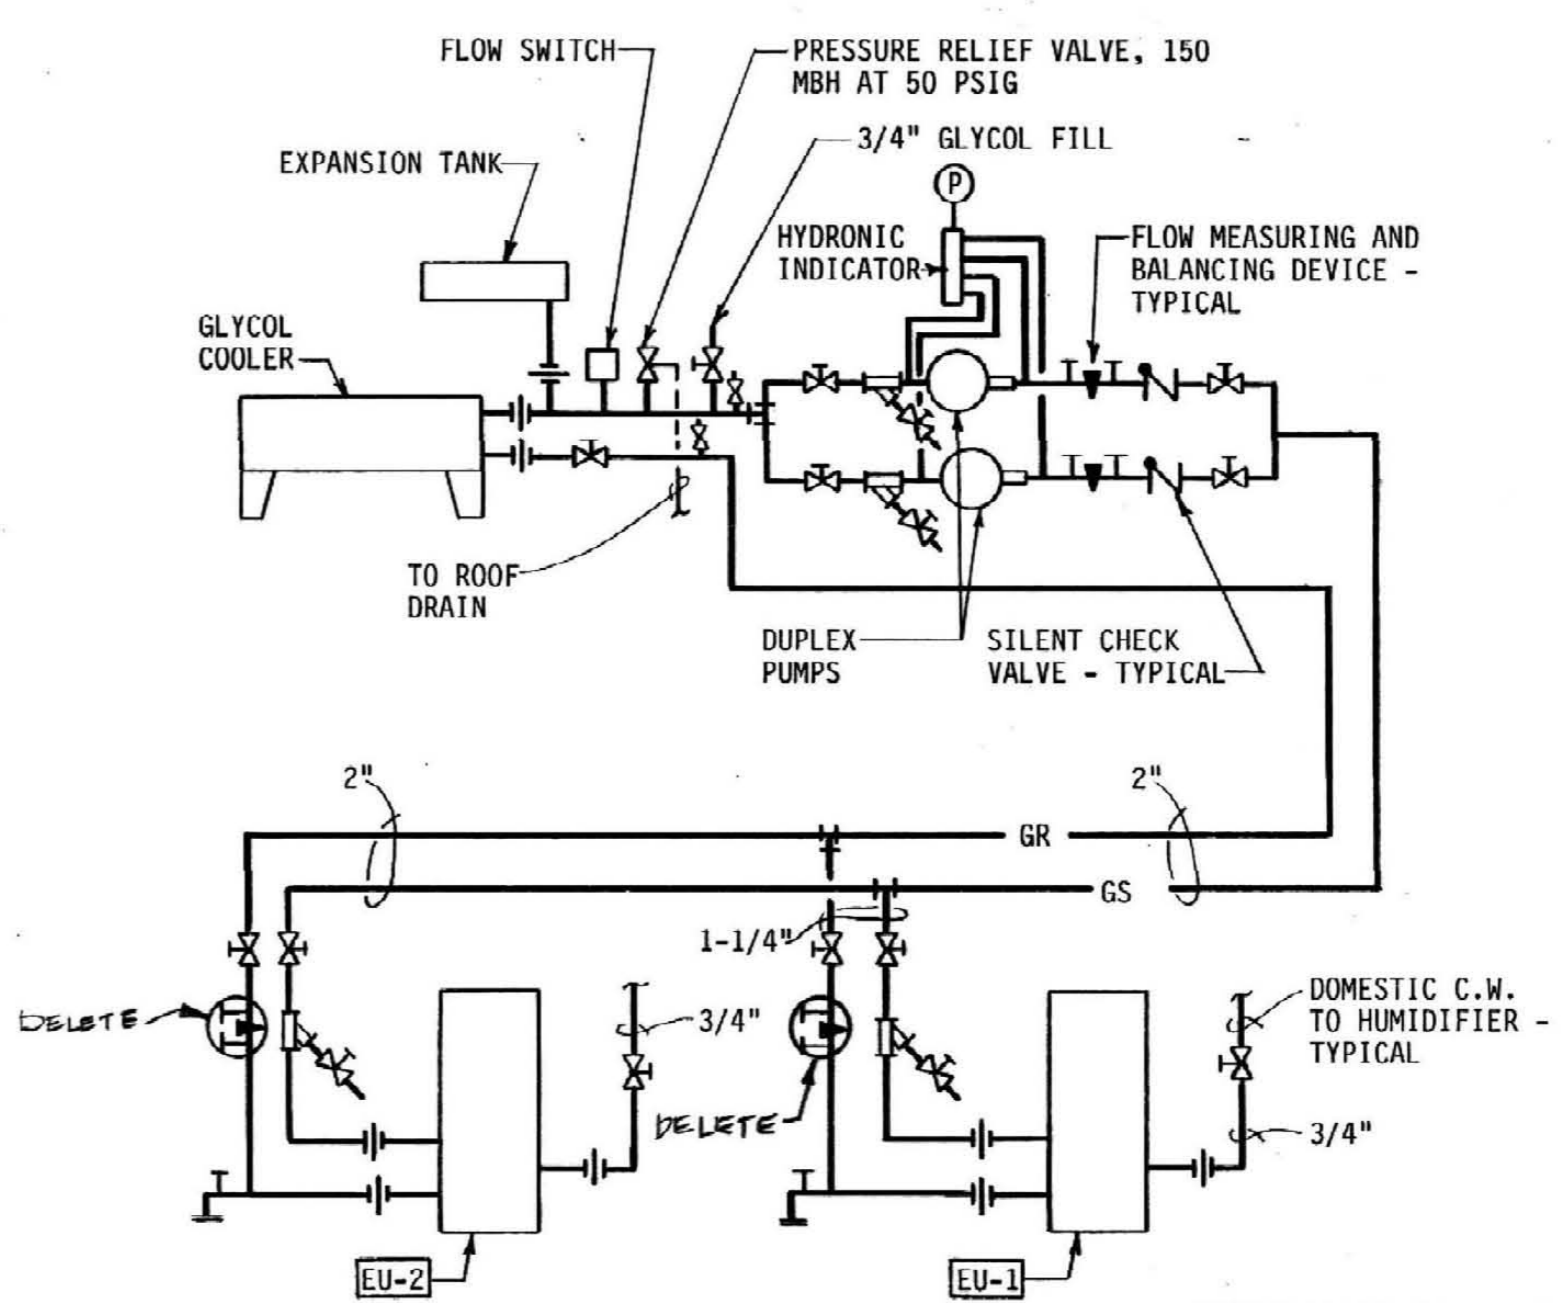 FLOW SWITCH
PRESSURE RELIEF VALVE, 150
MBH AT 50 PSIG
3/4" GLYCOL FILL
EXPANSION TANK
P
HYDRONIC
INDICATOR
FLOW MEASURING AND
BALANCING DEVICE -
TYPICAL
GLYCOL
COOLER
TO ROOF
DRAIN
DUPLEX
PUMPS
SILENT CHECK
VALVE - TYPICAL
2"
2"
GR
GS
1-1/4"
DELETE
3/4"
DOMESTIC C.W.
TO HUMIDIFIER -
TYPICAL
DELETE
3/4"
EU-2
EU-1